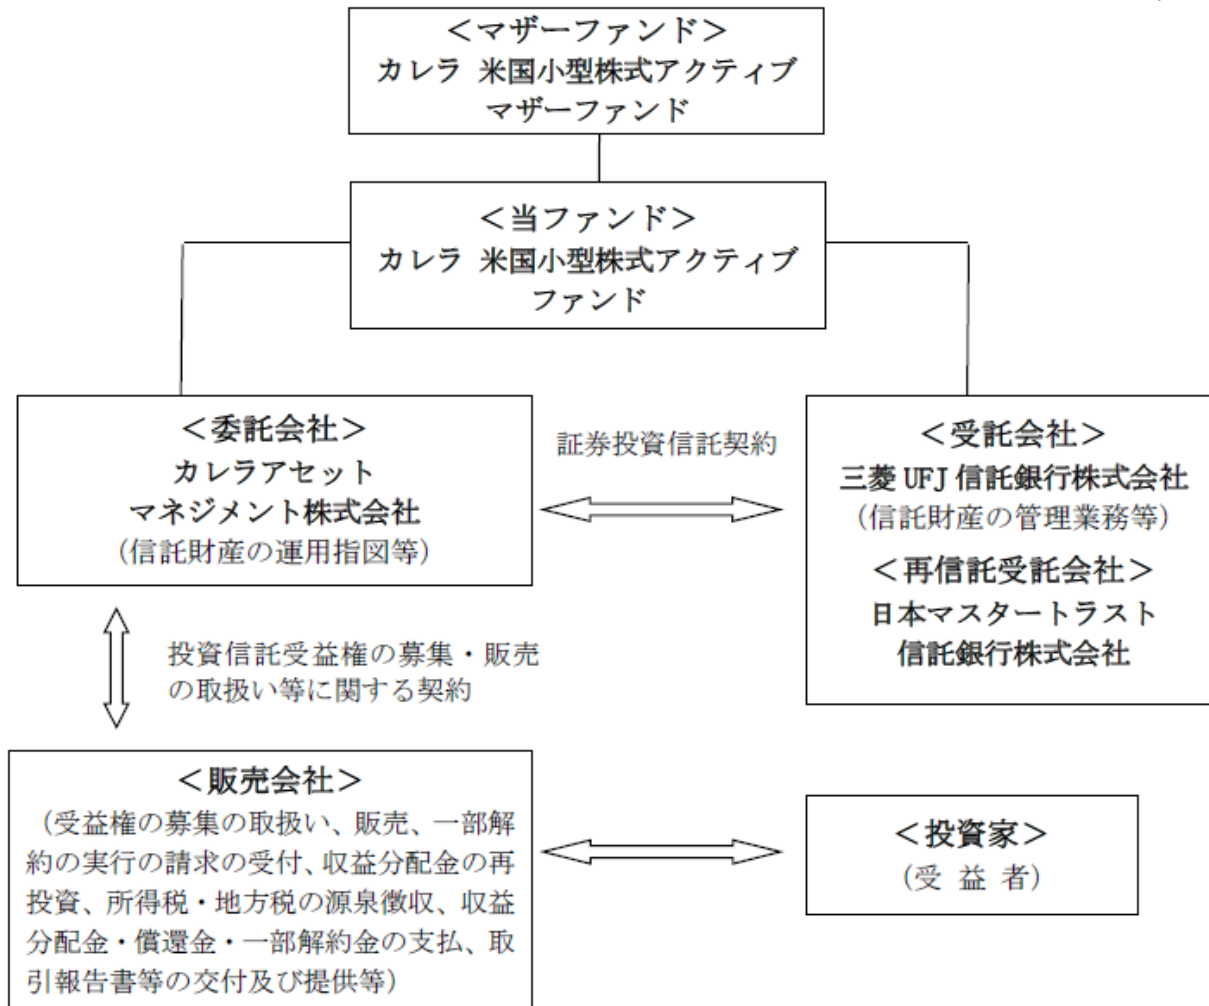 ＜マザーファンド＞
カレラ 米国小型株式アクティブ
マザーファンド
＜当ファンド＞
カレラ 米国小型株式アクティブ
ファンド
＜委託会社＞
カレラアセット
マネジメント株式会社
（信託財産の運用指図等）
証券投資信託契約
＜受託会社＞
三菱 UFJ 信託銀行株式会社
（信託財産の管理業務等）
＜再信託受託会社＞
日本マスタートラスト
信託銀行株式会社
投資信託受益権の募集・販売
の取扱い等に関する契約
＜販売会社＞
（受益権の募集の取扱い、販売、一部解
約の実行の請求の受付、収益分配金の再
投資、所得税・地方税の源泉徴収、収益
分配金・償還金・一部解約金の支払、取
引報告書等の交付及び提供等）
＜投資家＞
（受 益 者）